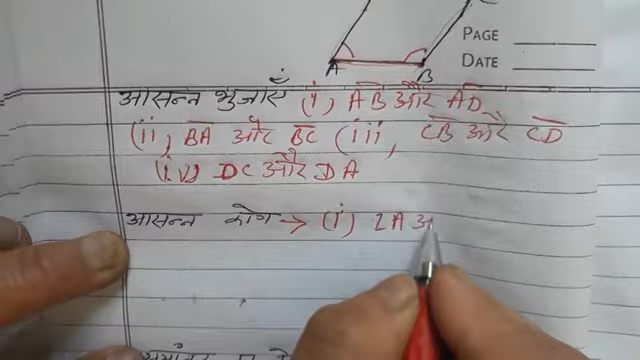 PAGE
DATE
A B
आसन्न भुजाएँ (i) AB और AD
(ii) BA और BC (iii) CB और CD
(iv) DC और DA
आसन्न कोण → (i) ∠A अ